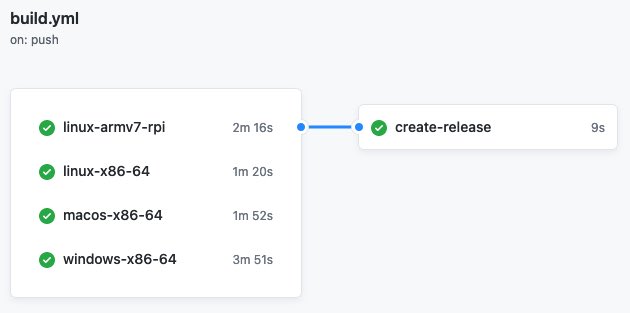 build.yml
on: push
linux-armv7-rpi 2m 16s
linux-x86-64 1m 20s
macos-x86-64 1m 52s
windows-x86-64 3m 51s
create-release 9s